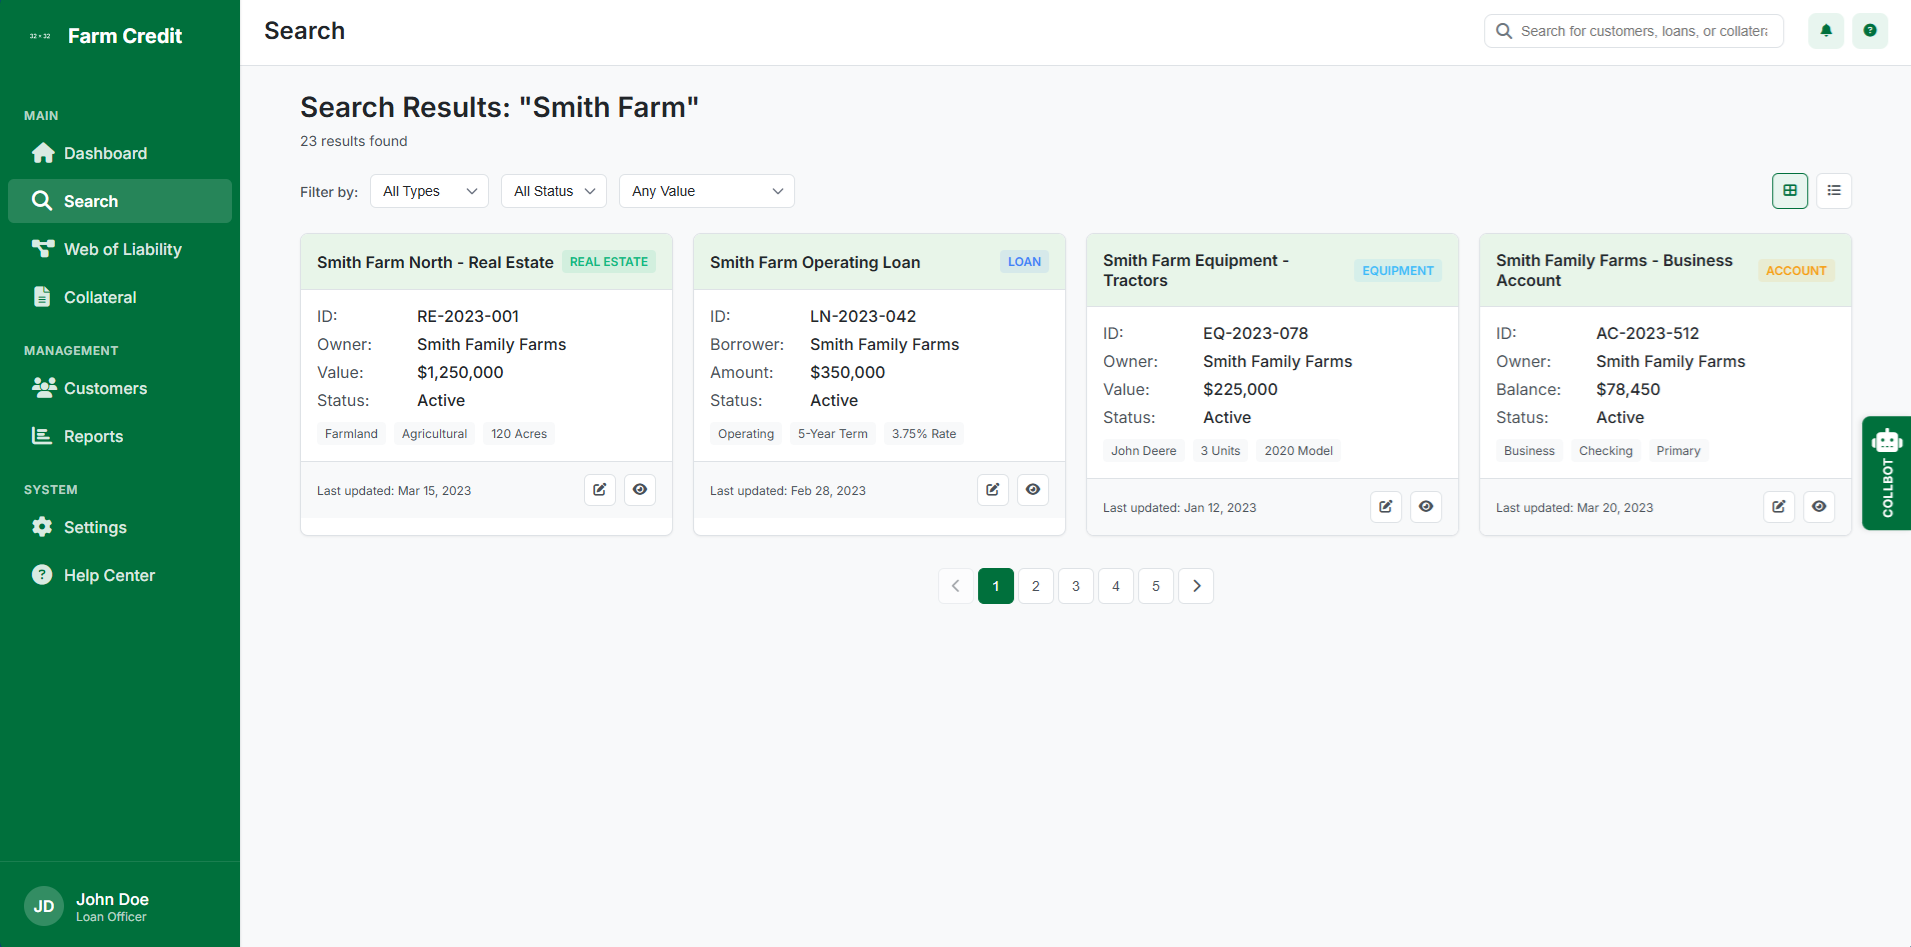 32 × 32
Farm Credit
MAIN
Dashboard
Search
Web of Liability
Collateral
MANAGEMENT
Customers
Reports
SYSTEM
Settings
Help Center
JD
John Doe
Loan Officer
Search
Search for customers, loans, or collatera
Search Results: "Smith Farm"
23 results found
Filter by:
All Types
All Status
Any Value
Smith Farm North - Real Estate
REAL ESTATE
ID: RE-2023-001
Owner: Smith Family Farms
Value: $1,250,000
Status: Active
Farmland Agricultural 120 Acres
Last updated: Mar 15, 2023
Smith Farm Operating Loan
LOAN
ID: LN-2023-042
Borrower: Smith Family Farms
Amount: $350,000
Status: Active
Operating 5-Year Term 3.75% Rate
Last updated: Feb 28, 2023
Smith Farm Equipment -
Tractors
EQUIPMENT
ID: EQ-2023-078
Owner: Smith Family Farms
Value: $225,000
Status: Active
John Deere 3 Units 2020 Model
Last updated: Jan 12, 2023
Smith Family Farms - Business
Account
ACCOUNT
ID: AC-2023-512
Owner: Smith Family Farms
Balance: $78,450
Status: Active
Business Checking Primary
Last updated: Mar 20, 2023
1 2 3 4 5
COLLBOT